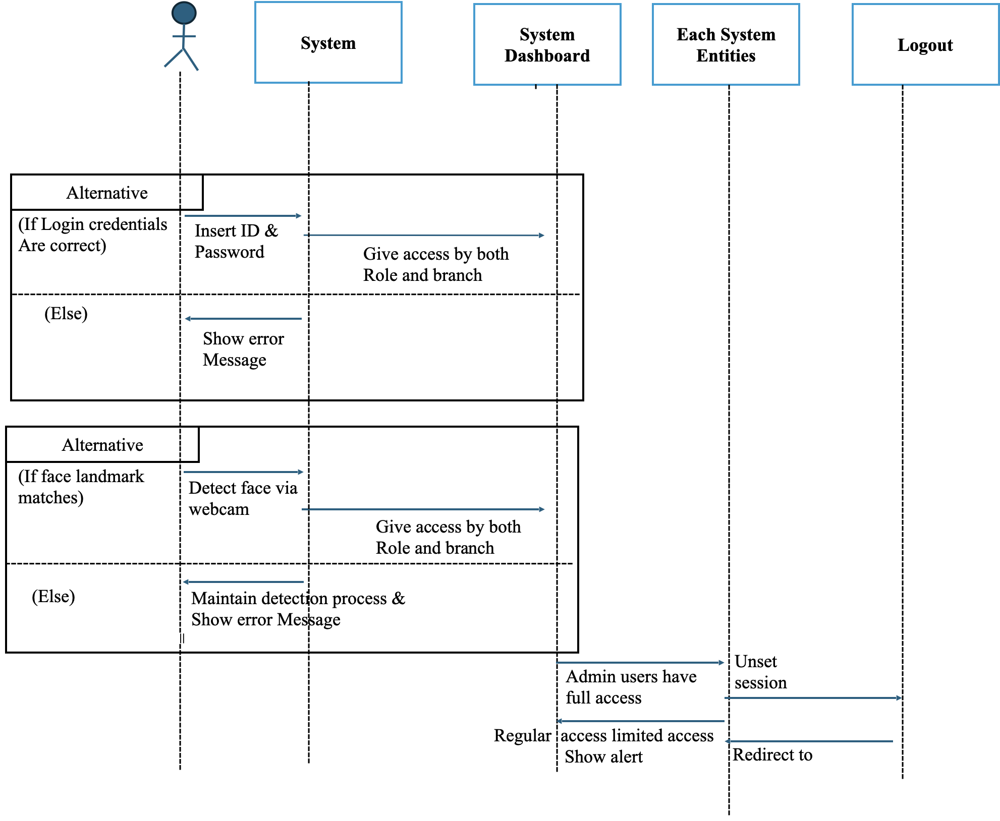 System
System
Dashboard
Each System
Entities
Logout
Alternative
(If Login credentials
Are correct)
Insert ID &
Password
Give access by both
Role and branch
(Else)
Show error
Message
Alternative
(If face landmark
matches)
Detect face via
webcam
Give access by both
Role and branch
(Else)
Maintain detection process &
Show error Message
Admin users have
full access
Unset
session
Regular access limited access
Show alert
Redirect to